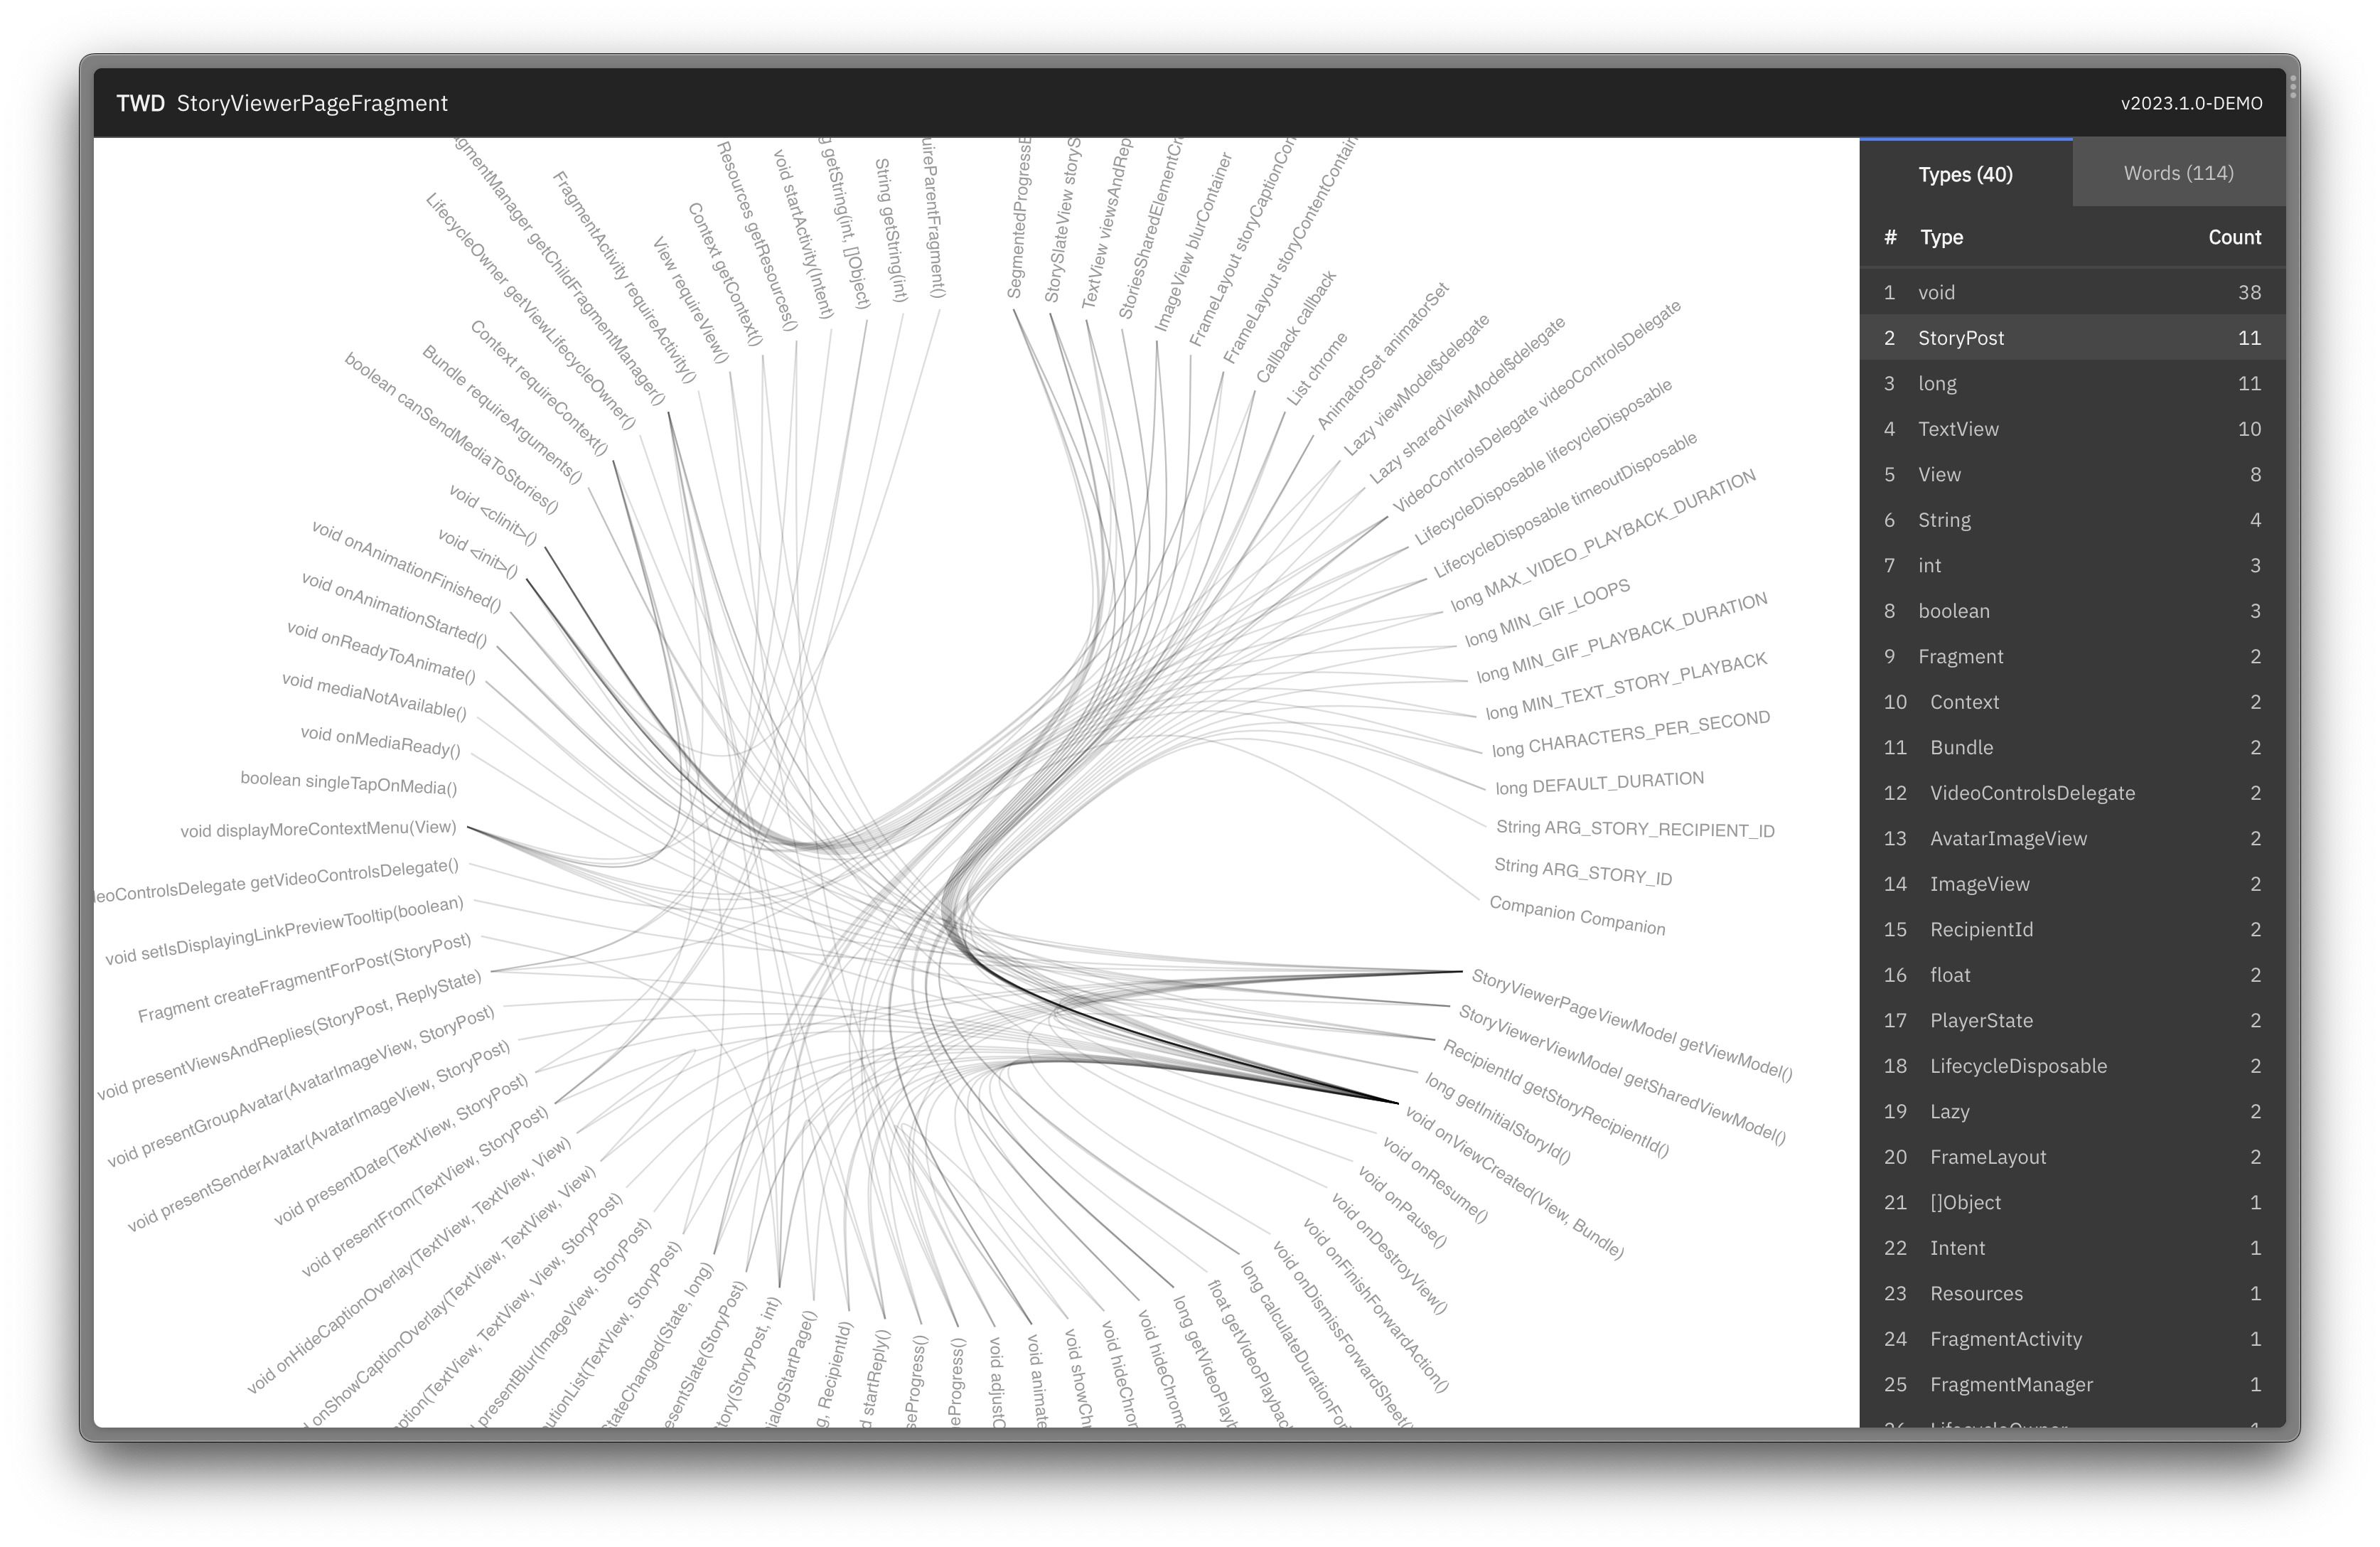 TWD StoryViewerPageFragment
v2023.1.0-DEMO
Types (40)
Words (114)
# Type Count
1 void 38
2 StoryPost 11
3 long 11
4 TextView 10
5 View 8
6 String 4
7 int 3
8 boolean 3
9 Fragment 2
10 Context 2
11 Bundle 2
12 VideoControlsDelegate 2
13 AvatarImageView 2
14 ImageView 2
15 RecipientId 2
16 float 2
17 PlayerState 2
18 LifecycleDisposable 2
19 Lazy 2
20 FrameLayout 2
21 []Object 1
22 Intent 1
23 Resources 1
24 FragmentActivity 1
25 FragmentManager 1
SegmentedProgressB
StorySlateView storyS
TextView viewsAndRep
StoriesSharedElementCr
ImageView blurContainer
FrameLayout storyCaptionCon
FrameLayout storyContentContain
Callback callback
List chrome
AnimatorSet animatorSet
Lazy viewModel$delegate
Lazy sharedViewModel$delegate
VideoControlsDelegate videoControlsDelegate
LifecycleDisposable lifecycleDisposable
LifecycleDisposable timeoutDisposable
long MAX_VIDEO_PLAYBACK_DURATION
long MIN_GIF_LOOPS
long MIN_GIF_PLAYBACK_DURATION
long MIN_TEXT_STORY_PLAYBACK
long CHARACTERS_PER_SECOND
long DEFAULT_DURATION
String ARG_STORY_RECIPIENT_ID
String ARG_STORY_ID
Companion Companion
StoryViewerPageViewModel getViewModel()
StoryViewerViewModel getSharedViewModel()
RecipientId getStoryRecipientId()
long getInitialStoryId()
void onViewCreated(View, Bundle)
void onResume()
void onPause()
void onDestroyView()
void onFinishForwardAction()
void onDismissForwardSheet()
long calculateDurationFor
float getVideoPlayback
long getVideoPlayb
void hideChrome
void hideChron
void showChr
void animate
void adjustC
eProgress()
seProgress()
d startReply()
g, RecipientId)
ialogStartPage()
tory(StoryPost, int)
esentState(StoryPost)
StateChanged(State, long)
utionList(TextView, StoryPost)
presentBlur(ImageView, StoryPost)
ption(TextView, TextView, View, StoryPost)
onShowCaptionOverlay(TextView, TextView, View)
void onHideCaptionOverlay(TextView, TextView, View)
void presentFrom(TextView, StoryPost)
void presentDate(TextView, StoryPost)
void presentSenderAvatar(AvatarImageView, StoryPost)
void presentGroupAvatar(AvatarImageView, StoryPost)
void presentViewsAndReplies(StoryPost, ReplyState)
Fragment createFragmentForPost(StoryPost)
void setIsDisplayingLinkPreviewTooltip(boolean)
deoControlsDelegate getVideoControlsDelegate()
void displayMoreContextMenu(View)
boolean singleTapOnMedia()
void onMediaReady()
void mediaNotAvailable()
void onReadyToAnimate()
void onAnimationStarted()
void onAnimationFinished()
void <init>()
void <clinit>()
boolean canSendMediaToStories()
Bundle requireArguments()
Context requireContext()
LifecycleOwner getViewLifecycleOwner()
agmentManager getChildFragmentManager()
FragmentActivity requireActivity()
View requireView()
Context getContext()
Resources getResources()
void startActivity(Intent)
g getString(int, []Object)
String getString(int)
uireParentFragment()